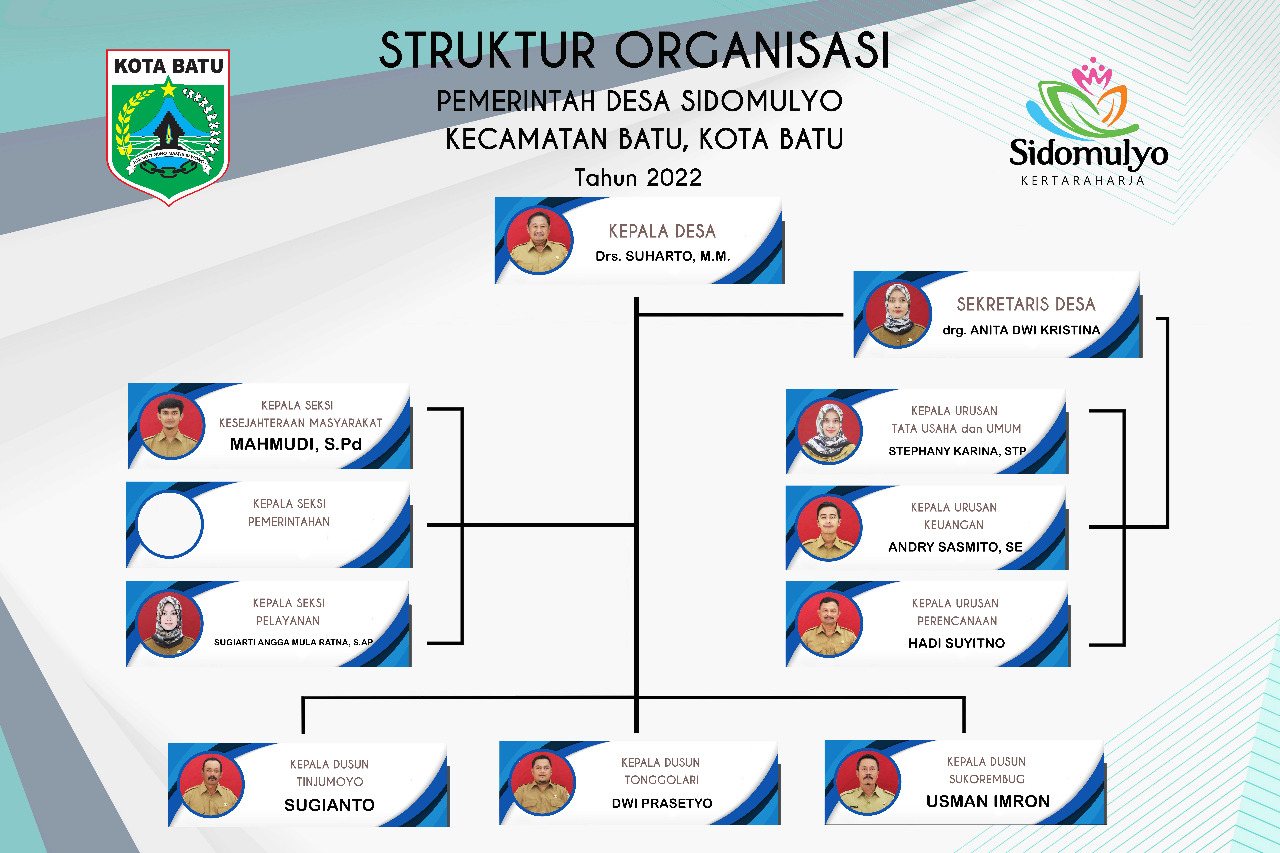 STRUKTUR ORGANISASI
PEMERINTAH DESA SIDOMULYO
KECAMATAN BATU, KOTA BATU
Tahun 2022
KOTA BATU
Sidomulyo
KERTARAHARJA
KEPALA DESA
Drs. SUHARTO, M.M.
SEKRETARIS DESA
drg. ANITA DWI KRISTINA
KEPALA SEKSI
KESEJAHTERAAN MASYARAKAT
MAHMUDI, S.Pd
KEPALA SEKSI
PEMERINTAHAN
KEPALA SEKSI
PELAYANAN
SUGIARTI ANGGA MULA RATNA, S.AP
KEPALA URUSAN
TATA USAHA dan UMUM
STEPHANY KARINA, STP
KEPALA URUSAN
KEUANGAN
ANDRY SASMITO, SE
KEPALA URUSAN
PERENCANAAN
HADI SUYITNO
KEPALA DUSUN
TINJUMOYO
SUGIANTO
KEPALA DUSUN
TONGGOLARI
DWI PRASETYO
KEPALA DUSUN
SUKOREMBUG
USMAN IMRON